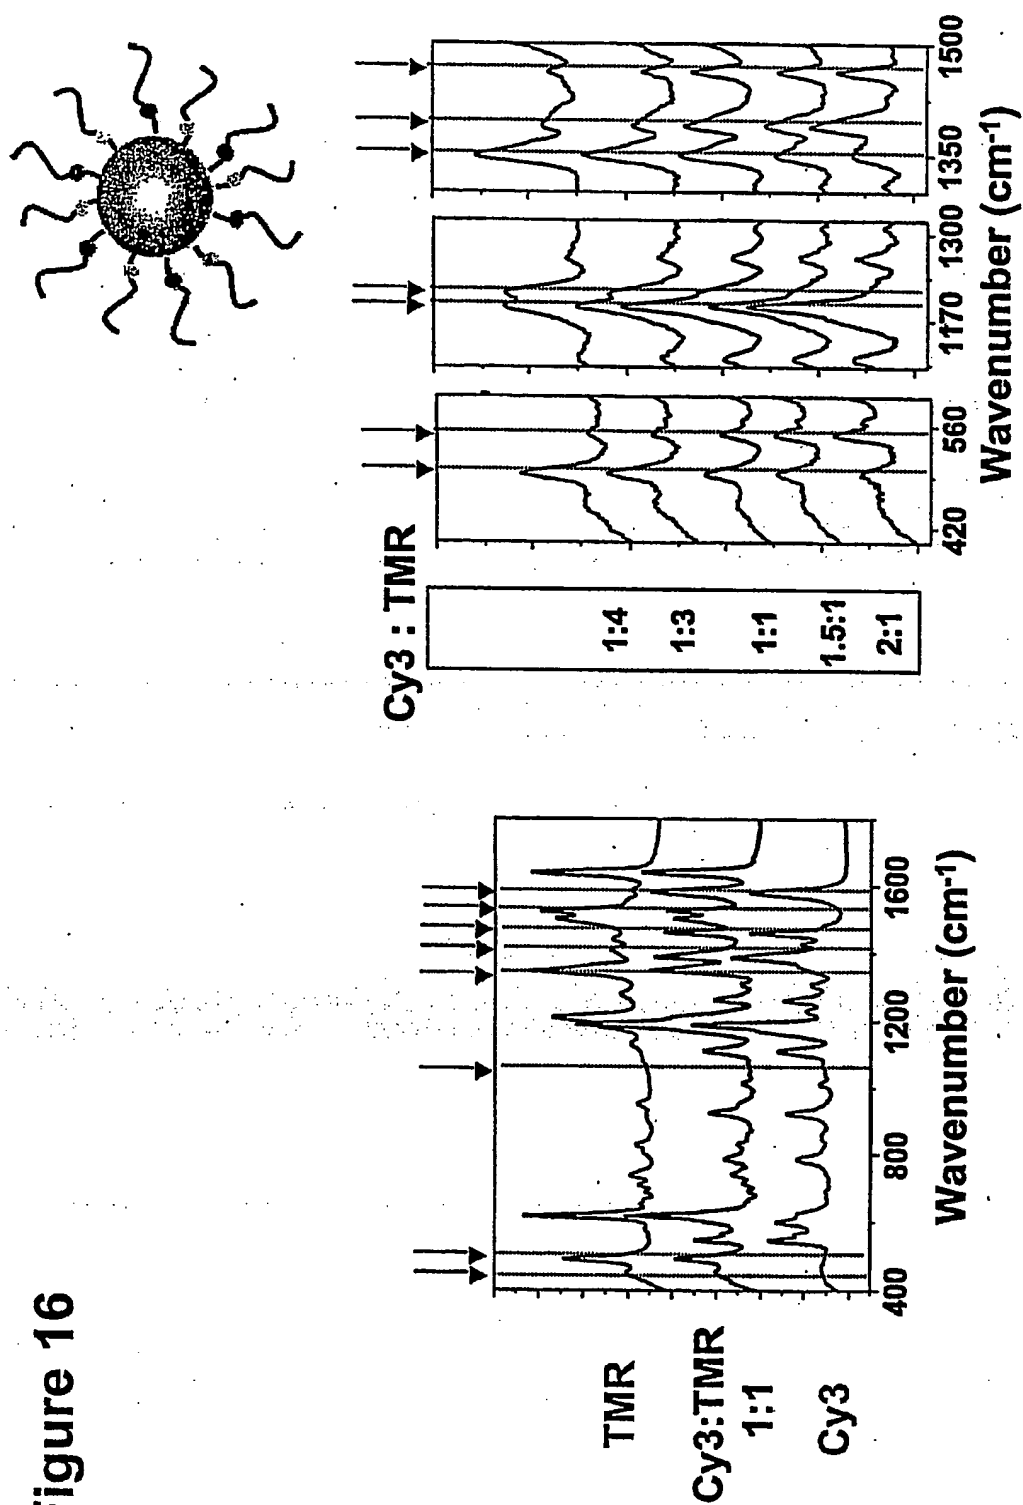 igure 16
TMR
Cy3:TMR
1:1
Cy3
400 800 1200 1600
Wavenumber (cm-1)
Cy3 : TMR
1:4
1:3
1:1
1.5:1
2:1
420 560
1170 1300
1350 1500
Wavenumber (cm-1)